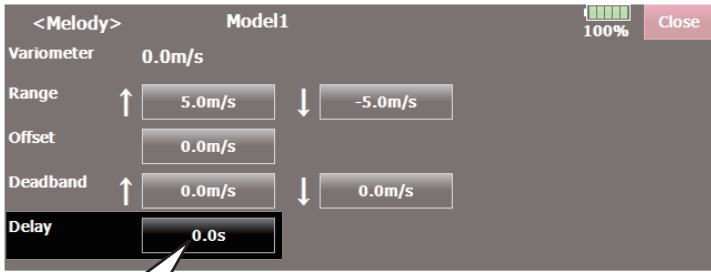 <Melody> Model1 100% Close
Variometer 0.0m/s
Range ↑ 5.0m/s ↓ -5.0m/s
Offset 0.0m/s
Deadband ↑ 0.0m/s ↓ 0.0m/s
Delay 0.0s